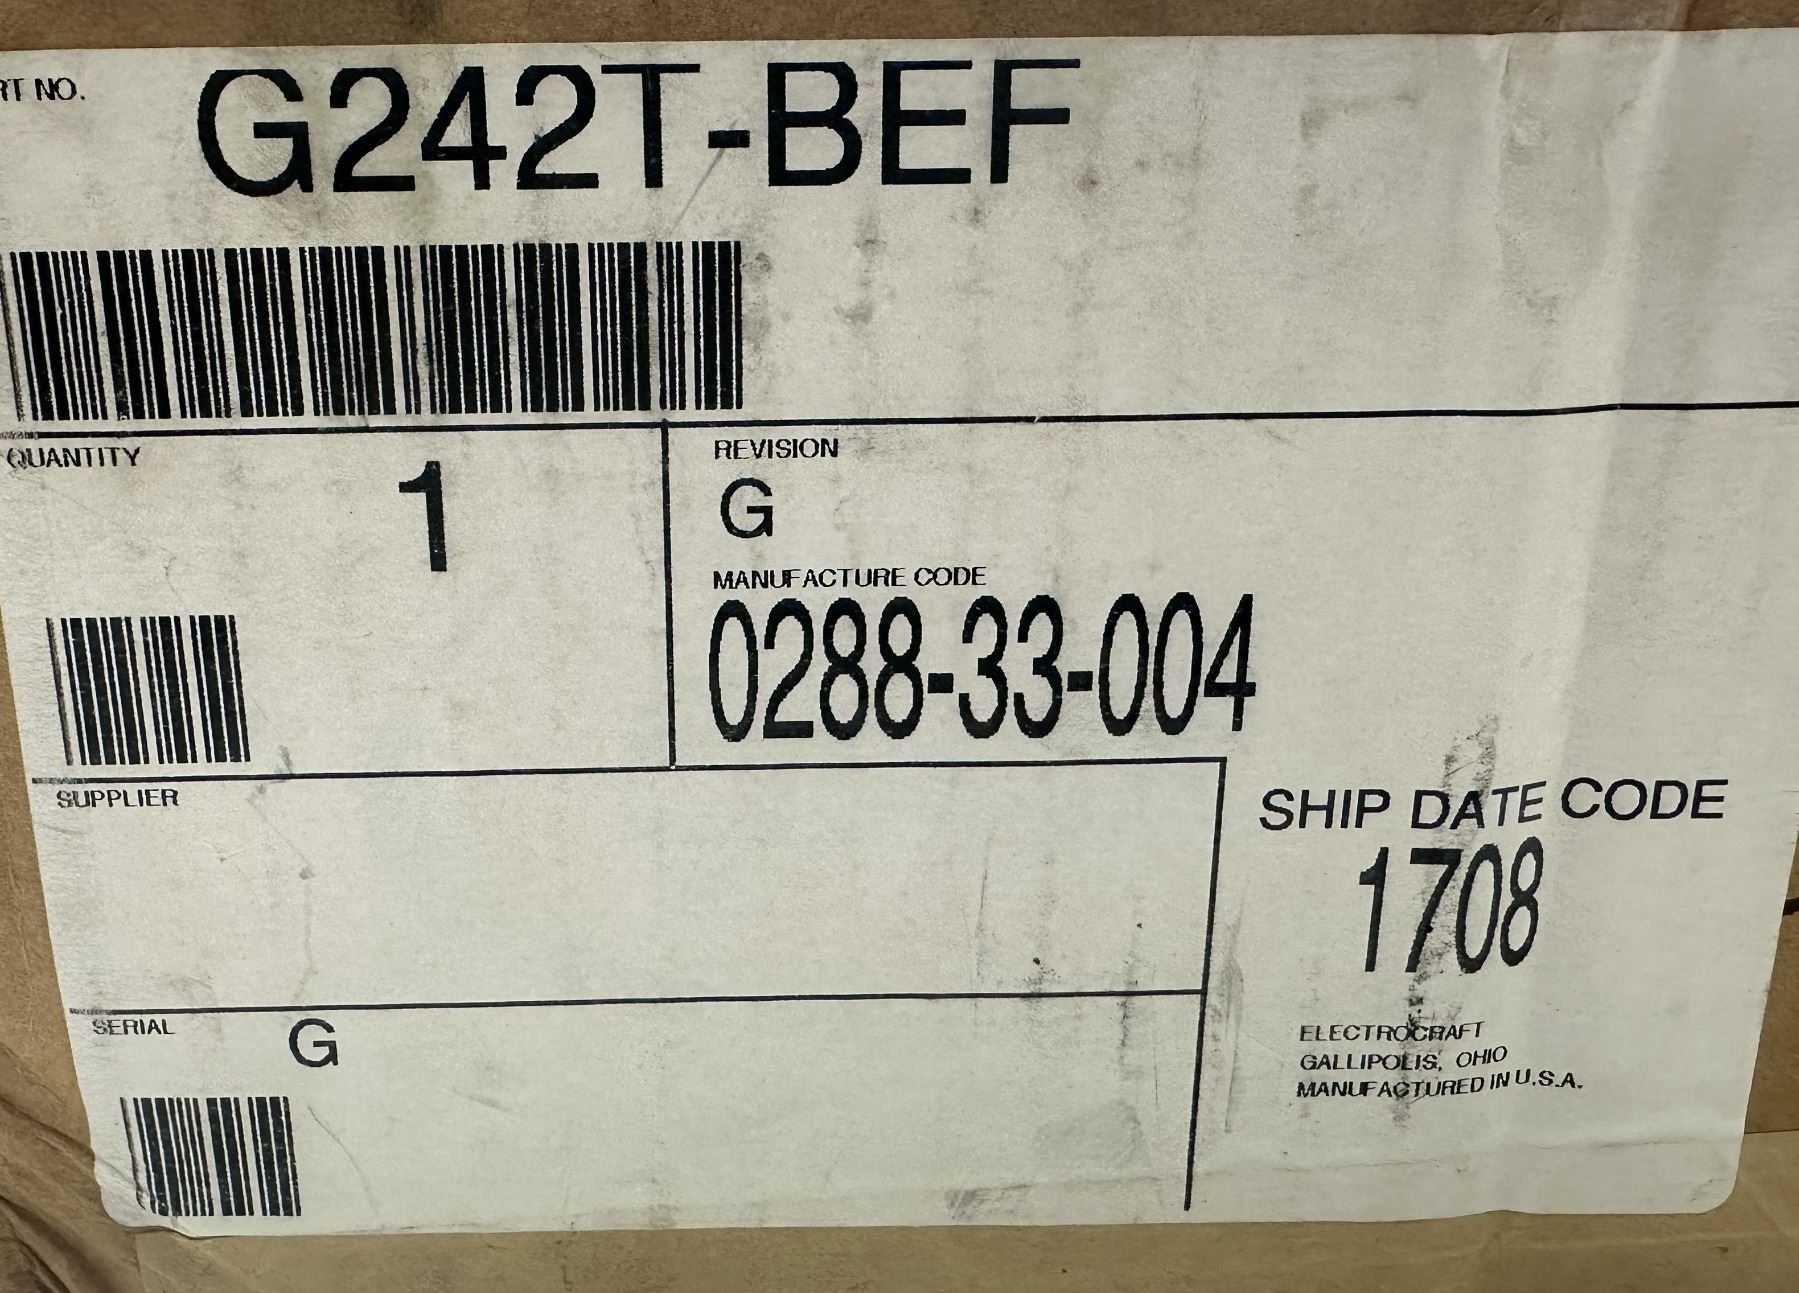 RT NO. G242T-BEF
QUANTITY
1
REVISION
G
MANUFACTURE CODE
0288-33-004
SUPPLIER
SHIP DATE CODE
1708
SERIAL G
ELECTROCRAFT
GALLIPOLIS, OHIO
MANUFACTURED IN U.S.A.